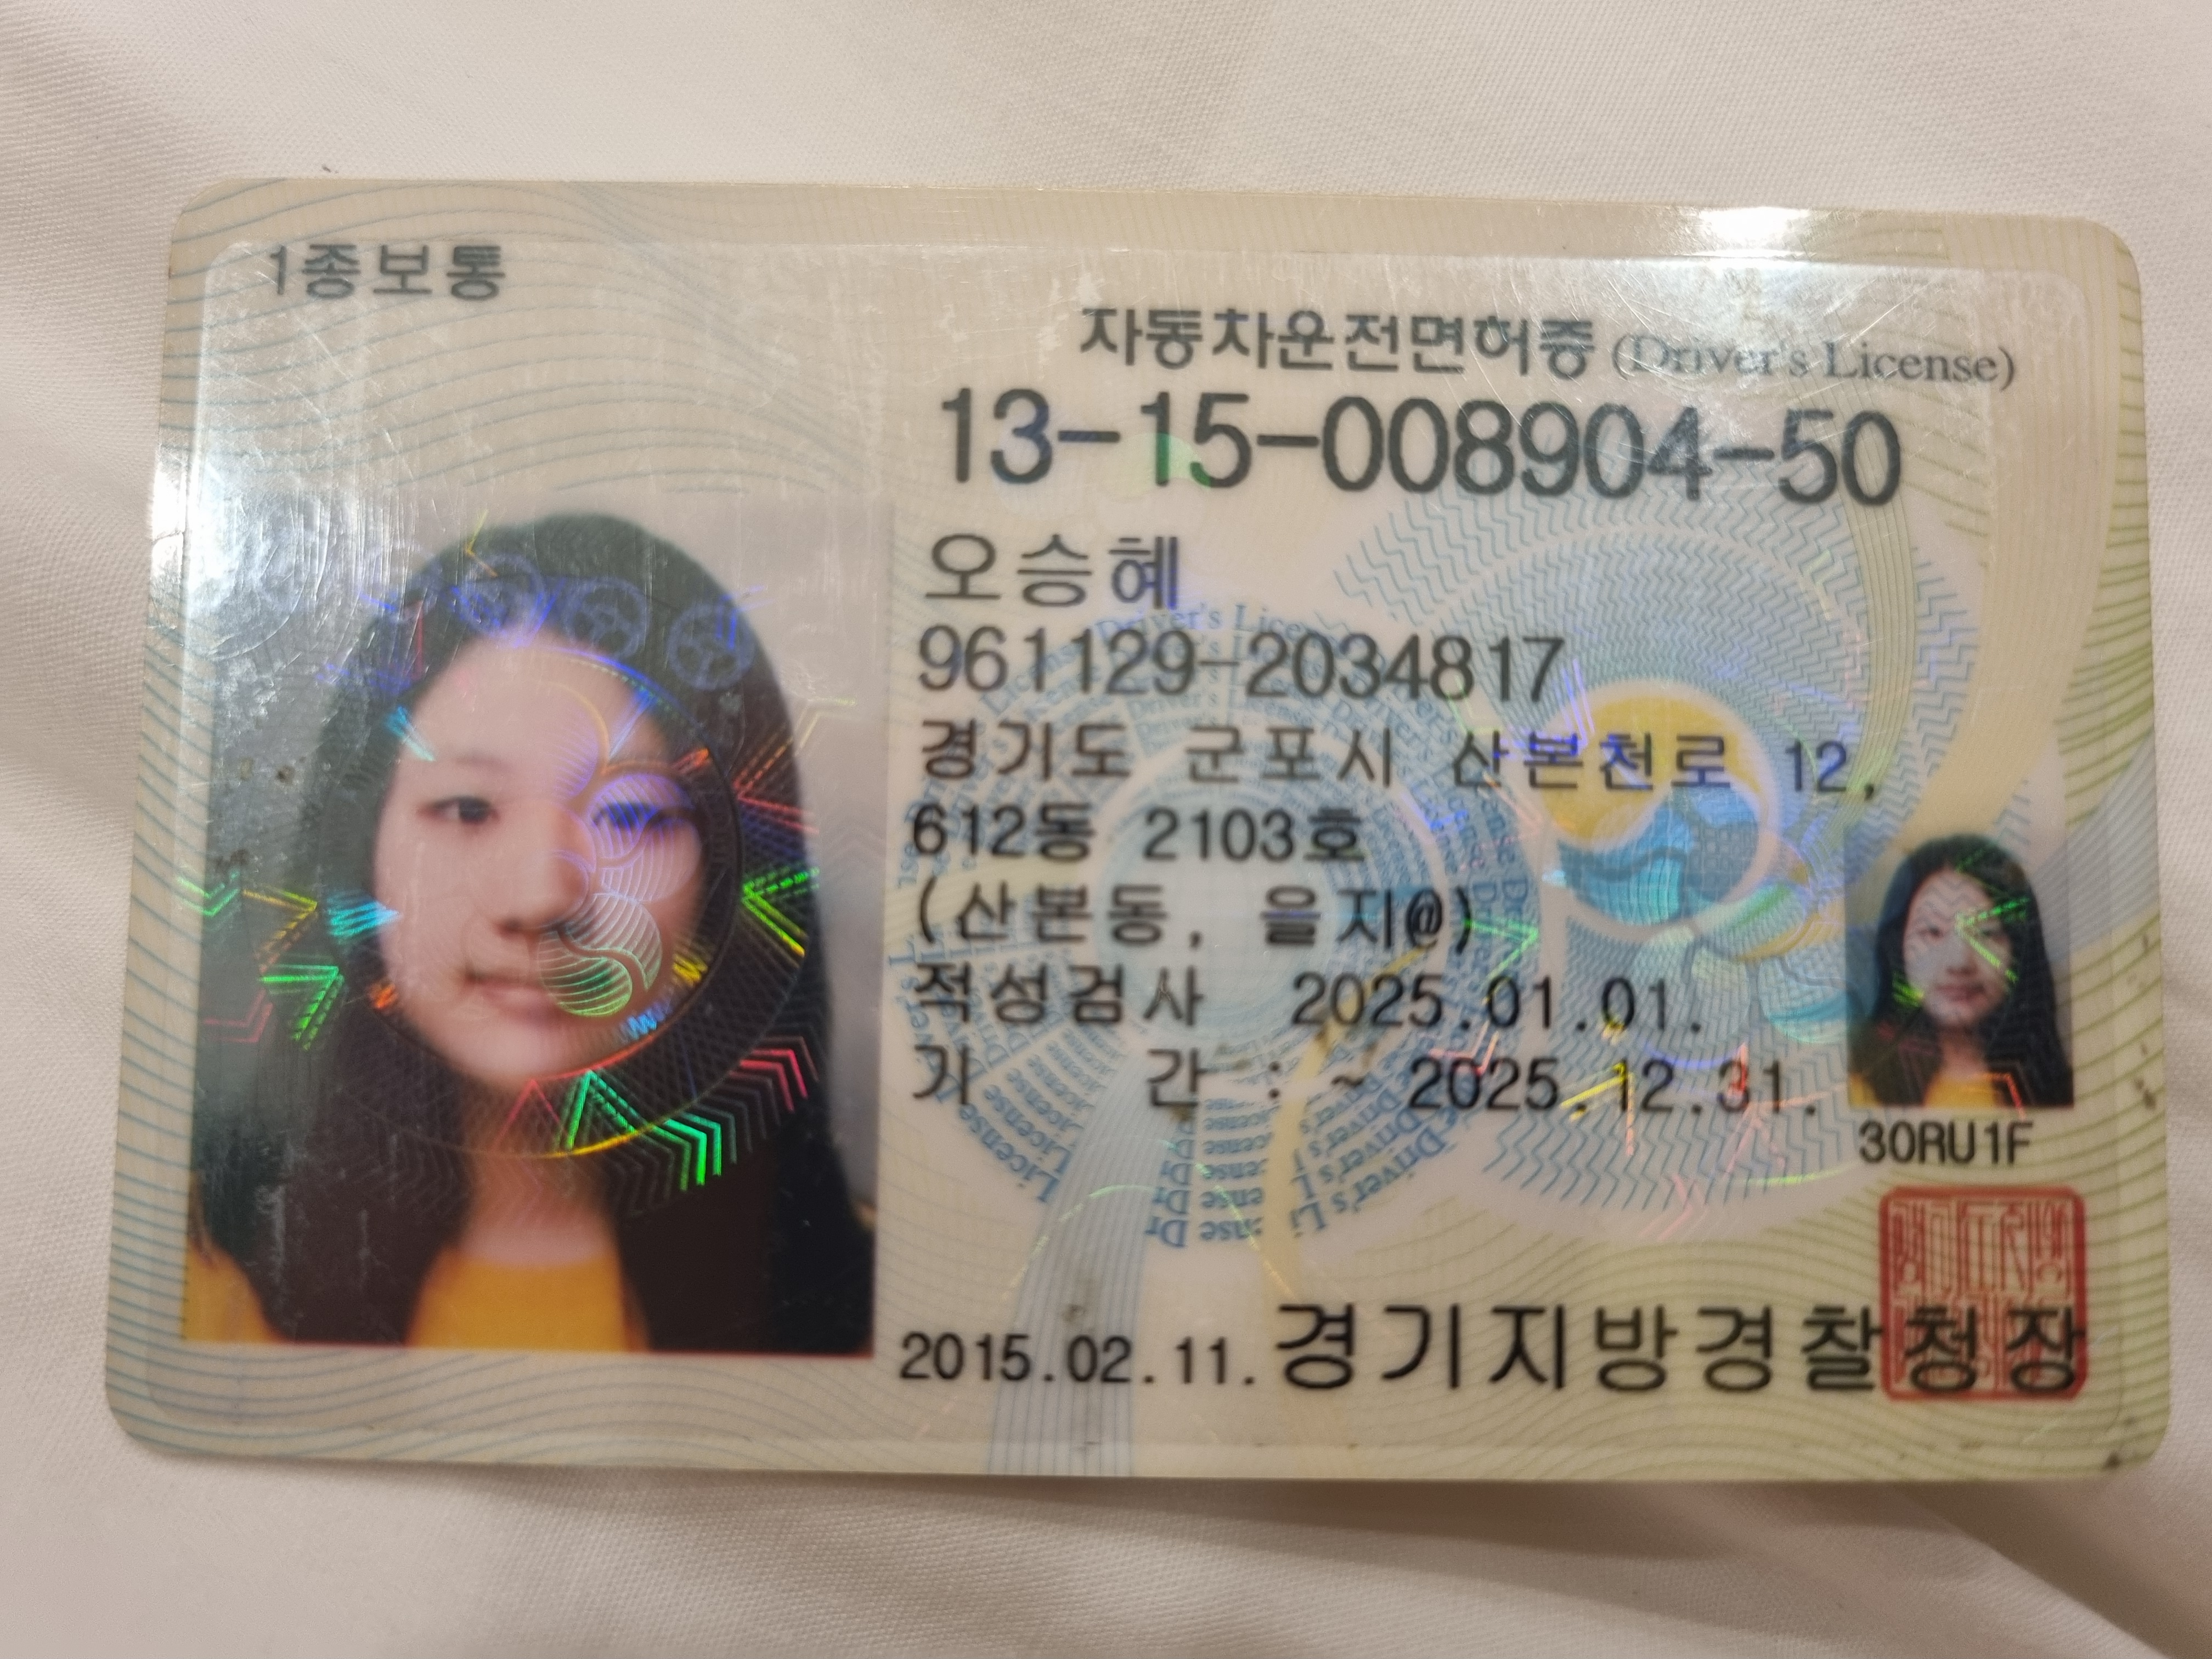 1종보통
자동차운전면허증 (Driver's License)
13-15-008904-50
오승혜
961129-2034817
경기도 군포시 산본천로 12,
612동 2103호
(산본동, 을지@)
적성검사 2025.01.01.
기 간 : ~ 2025.12.31.
30RU1F
2015.02.11. 경기지방경찰청장